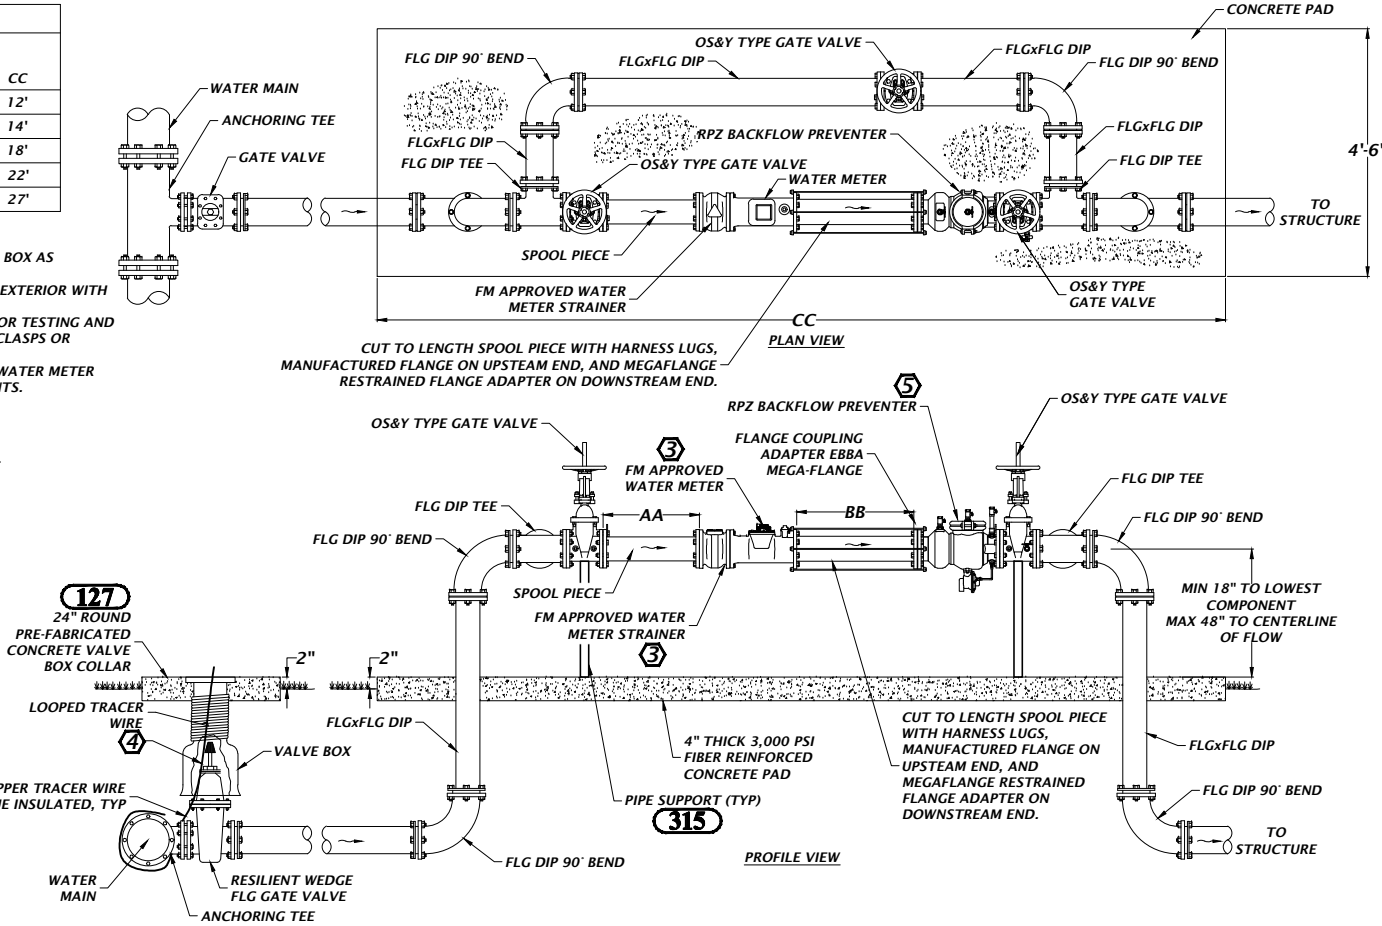 CC
12'
14'
18'
22'
27'
BOX AS
EXTERIOR WITH
OR TESTING AND
CLASPS OR
WATER METER
TS.
CONCRETE PAD
OS&Y TYPE GATE VALVE
FLG DIP 90° BEND
FLGxFLG DIP
FLGxFLG DIP
FLG DIP 90° BEND
WATER MAIN
ANCHORING TEE
GATE VALVE
FLGxFLG DIP
FLG DIP TEE
RPZ BACKFLOW PREVENTER
OS&Y TYPE GATE VALVE
WATER METER
FLGxFLG DIP
FLG DIP TEE
4'-6"
TO
STRUCTURE
SPOOL PIECE
FM APPROVED WATER
METER STRAINER
OS&Y TYPE
GATE VALVE
CC
PLAN VIEW
CUT TO LENGTH SPOOL PIECE WITH HARNESS LUGS,
MANUFACTURED FLANGE ON UPSTEAM END, AND MEGAFLANGE
RESTRAINED FLANGE ADAPTER ON DOWNSTREAM END.
5
RPZ BACKFLOW PREVENTER
OS&Y TYPE GATE VALVE
OS&Y TYPE GATE VALVE
3
FM APPROVED
WATER METER
FLANGE COUPLING
ADAPTER EBBA
MEGA-FLANGE
FLG DIP TEE
FLG DIP 90° BEND
AA
BB
FLG DIP TEE
FLG DIP 90° BEND
SPOOL PIECE
FM APPROVED WATER
METER STRAINER
3
MIN 18" TO LOWEST
COMPONENT
MAX 48" TO CENTERLINE
OF FLOW
127
24" ROUND
PRE-FABRICATED
CONCRETE VALVE
BOX COLLAR
2"
2"
LOOPED TRACER
WIRE
4
VALVE BOX
FLGxFLG DIP
4" THICK 3,000 PSI
FIBER REINFORCED
CONCRETE PAD
CUT TO LENGTH SPOOL PIECE
WITH HARNESS LUGS,
MANUFACTURED FLANGE ON
UPSTEAM END, AND
MEGAFLANGE RESTRAINED
FLANGE ADAPTER ON
DOWNSTREAM END.
FLGxFLG DIP
PPER TRACER WIRE
NE INSULATED, TYP
PIPE SUPPORT (TYP)
315
FLG DIP 90° BEND
FLG DIP 90° BEND
TO
STRUCTURE
WATER
MAIN
RESILIENT WEDGE
FLG GATE VALVE
ANCHORING TEE
PROFILE VIEW